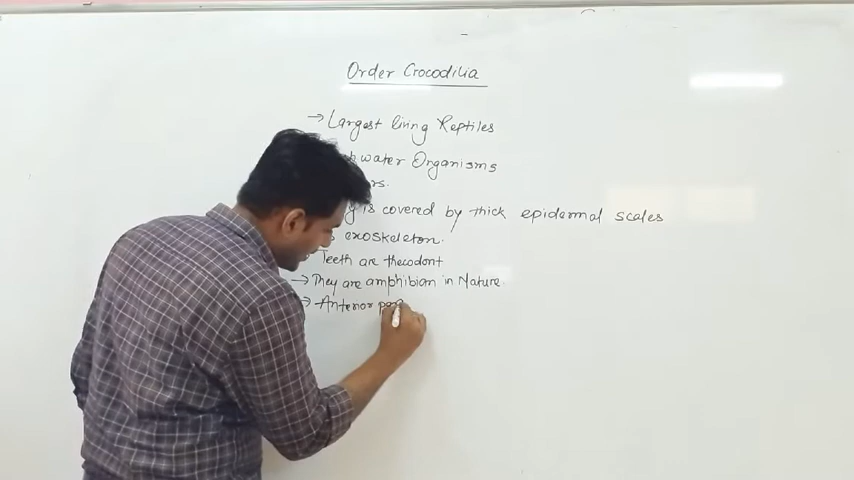 Order Crocodilia
→ Largest living Reptiles
water Organisms
is covered by thick epidermal scales
exoskeleton.
Teeth are thecodont
→ They are amphibian in Nature.
→ Anterior